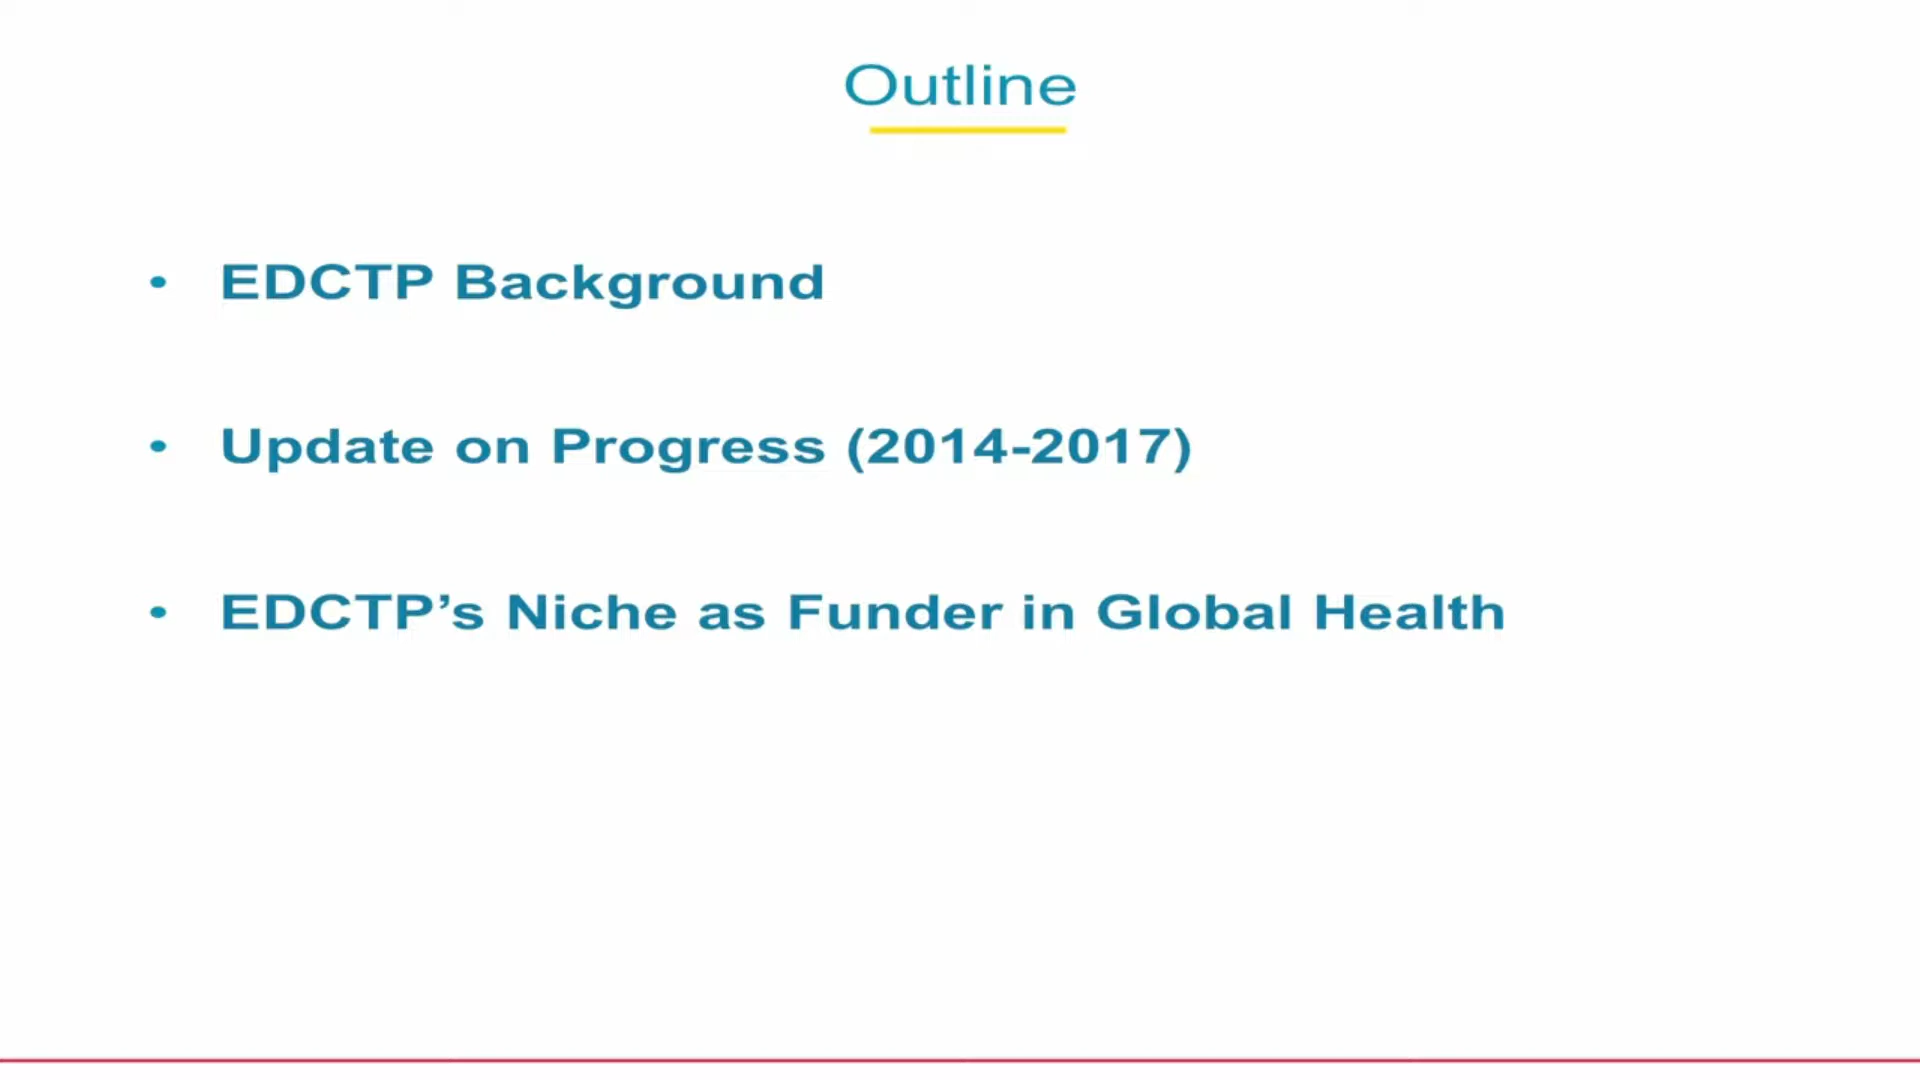 Outline
• EDCTP Background
• Update on Progress (2014-2017)
• EDCTP’s Niche as Funder in Global Health